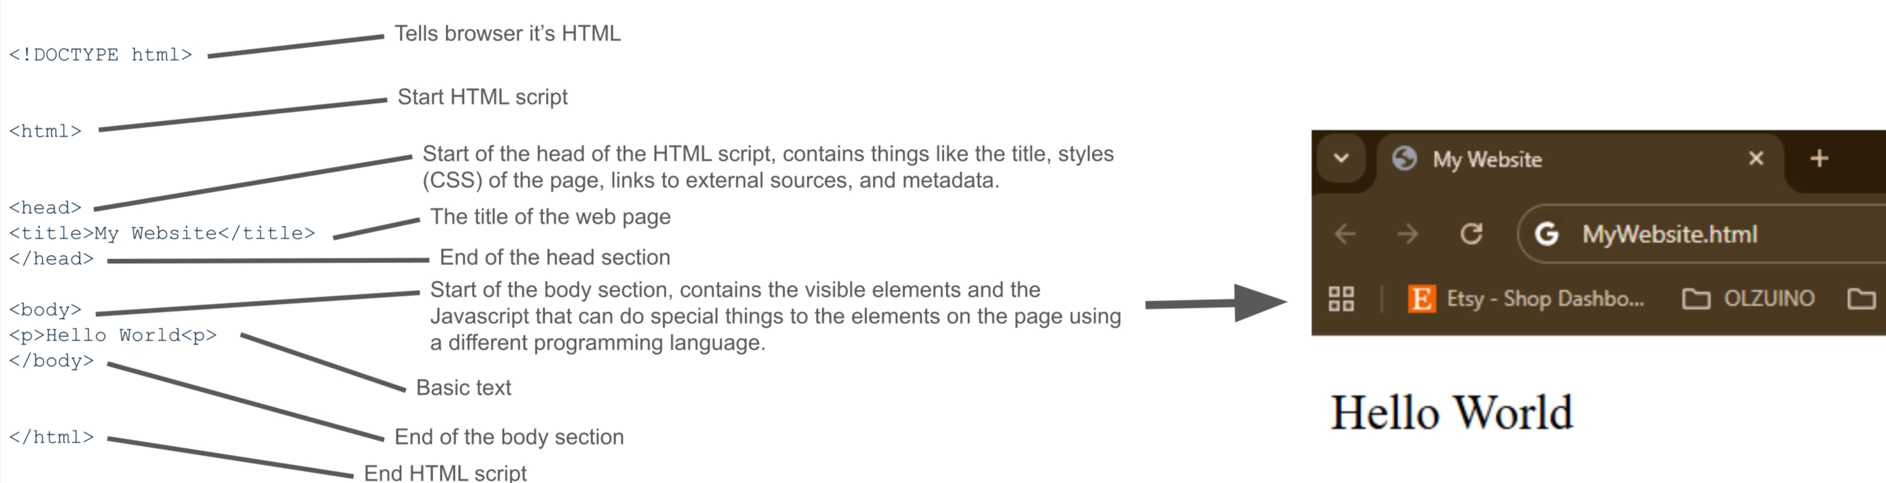 Tells browser it's HTML
<!DOCTYPE html>
Start HTML script
<html>
Start of the head of the HTML script, contains things like the title, styles
(CSS) of the page, links to external sources, and metadata.
<head>
The title of the web page
<title>My Website</title>
</head>
End of the head section
<body>
Start of the body section, contains the visible elements and the
Javascript that can do special things to the elements on the page using
a different programming language.
<p>Hello World<p>
</body>
Basic text
</html>
End of the body section
End HTML script
My Website
G MyWebsite.html
E Etsy - Shop Dashbo... OLZUINO
Hello World